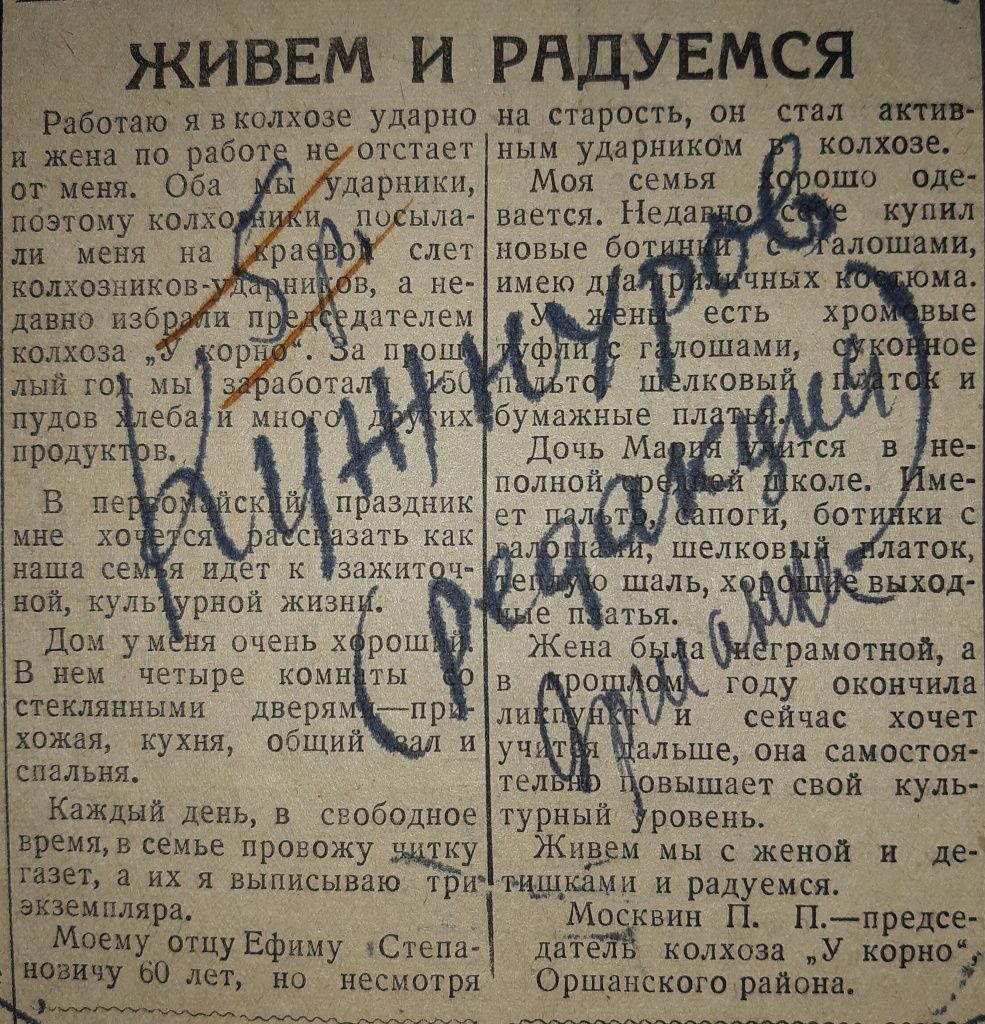 ЖИВЕМ И РАДУЕМСЯ
Работаю я в колхозе ударно
и жена по работе не отстает
от меня. Оба мы ударники,
поэтому колхозники посыла-
ли меня на краевой слет
колхозников-ударников, а не-
давно избрали председателем
колхоза „У корно“. За прош-
лый год мы заработали 150
пудов хлеба и много других
продуктов.
В первомайский праздник
мне хочется рассказать как
наша семья идет к зажиточ-
ной, культурной жизни.
Дом у меня очень хороший.
В нем четыре комнаты со
стеклянными дверями—при-
хожая, кухня, общий зал и
спальня.
Каждый день, в свободное
время, в семье провожу читку
газет, а их я выписываю три
экземпляра.
Моему отцу Ефиму Степа-
новичу 60 лет, но несмотря
на старость, он стал актив-
ным ударником в колхозе.
Моя семья хорошо оде-
вается. Недавно себе купил
новые ботинки с галошами,
имею два приличных костюма.
У жены есть хромовые
туфли с галошами, суконное
пальто, шелковый платок и
бумажные платья.
Дочь Мария учится в не-
полной средней школе. Име-
ет пальто, сапоги, ботинки с
галошами, шелковый платок,
теплую шаль, хорошие выход-
ные платья.
Жена была неграмотной, а
в прошлом году окончила
ликпункт и сейчас хочет
учится дальше, она самостоя-
тельно повышает свой куль-
турный уровень.
Живем мы с женой и де-
тишками и радуемся.
Москвин П. П.—предсе-
датель колхоза „У корно“,
Оршанского района.
5р.
(редакция)